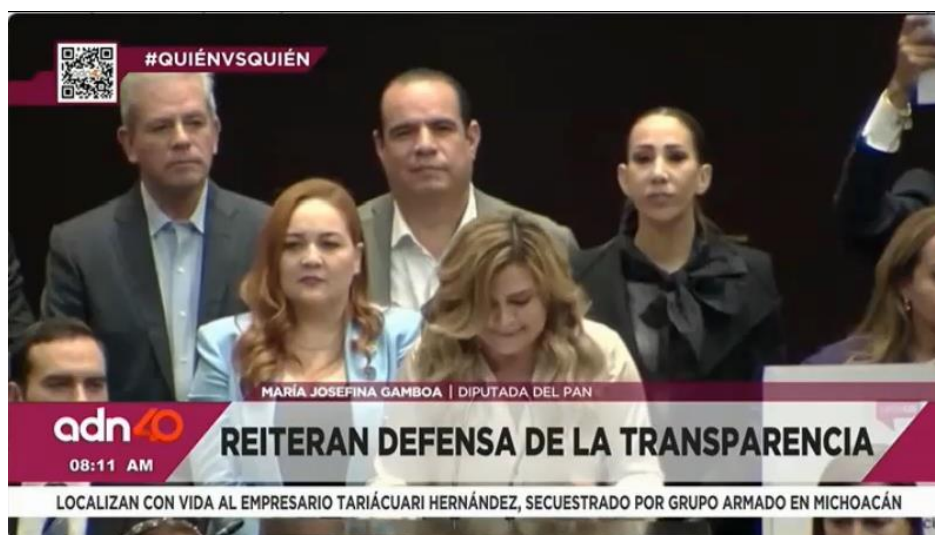 #QUIÉNVSQUIÉN
MARÍA JOSEFINA GAMBOA | DIPUTADA DEL PAN
adn40
REITERAN DEFENSA DE LA TRANSPARENCIA
08:11 AM
LOCALIZAN CON VIDA AL EMPRESARIO TARIÁCUARI HERNÁNDEZ, SECUESTRADO POR GRUPO ARMADO EN MICHOACÁN